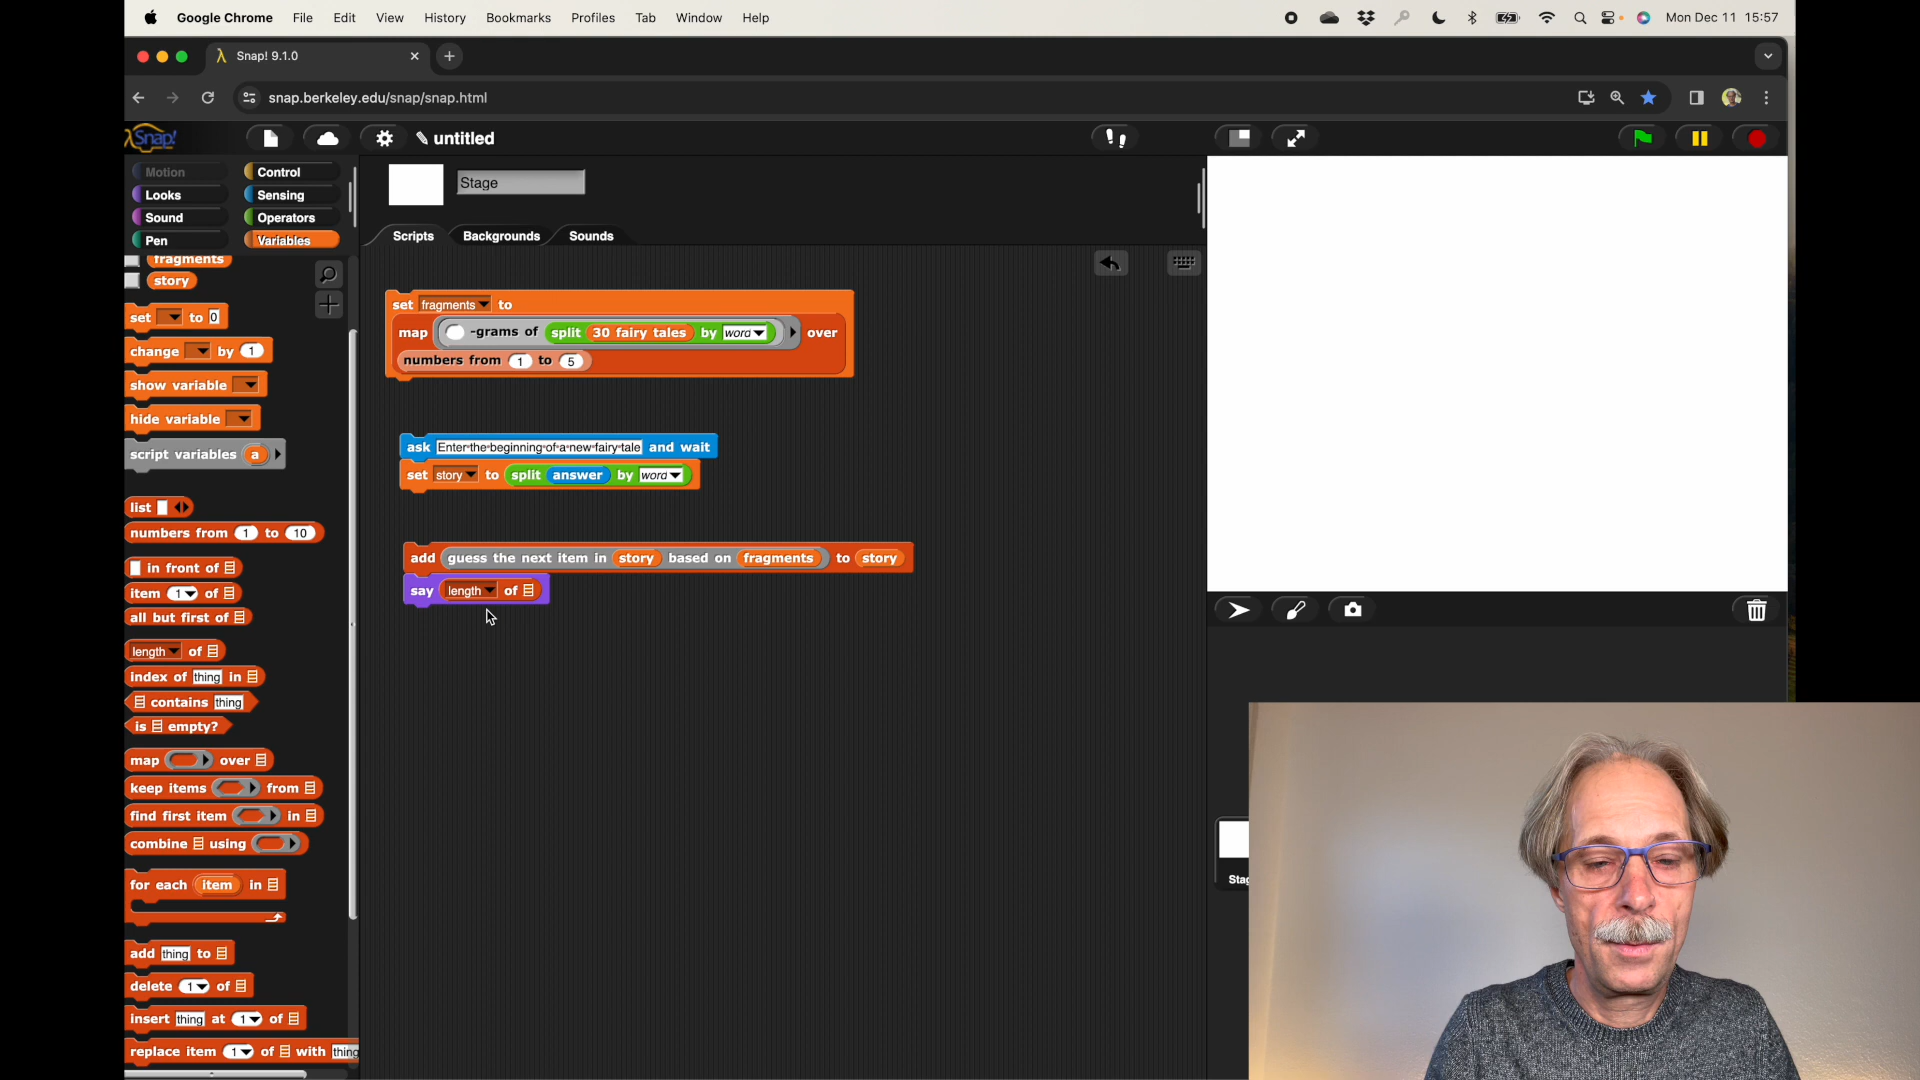 Google Chrome File Edit View History Bookmarks Profiles Tab Window Help Mon Dec 11 15:57
Snap! 9.1.0
snap.berkeley.edu/snap/snap.html
Snap! untitled
Motion Control
Looks Sensing
Sound Operators
Pen Variables
fragments
story
set to 0
change by 1
show variable
hide variable
script variables a
list
numbers from 1 to 10
in front of
item 1 of
all but first of
length of
index of thing in
contains thing
is empty?
map over
keep items from
find first item in
combine using
for each item in
add thing to
delete 1 of
insert thing at 1 of
replace item 1 of with thing
Stage
Scripts Backgrounds Sounds
set fragments to
map -grams of split 30 fairy tales by word over
numbers from 1 to 5
ask Enter·the·beginning·of·a·new·fairy·tale and wait
set story to split answer by word
add guess the next item in story based on fragments to story
say length of
Stag